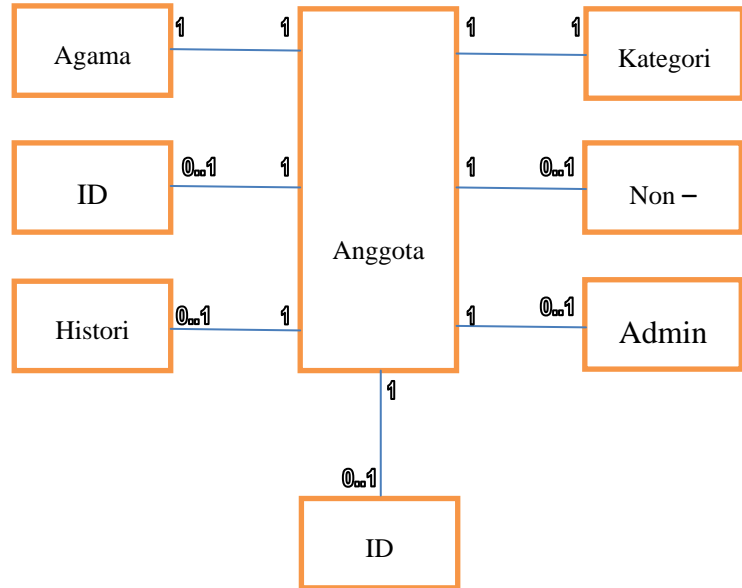 1 1 1 1
Agama Kategori
0..1 1 1 0..1
ID Non –
Anggota
0..1 1 1 0..1
Histori Admin
1
0..1
ID